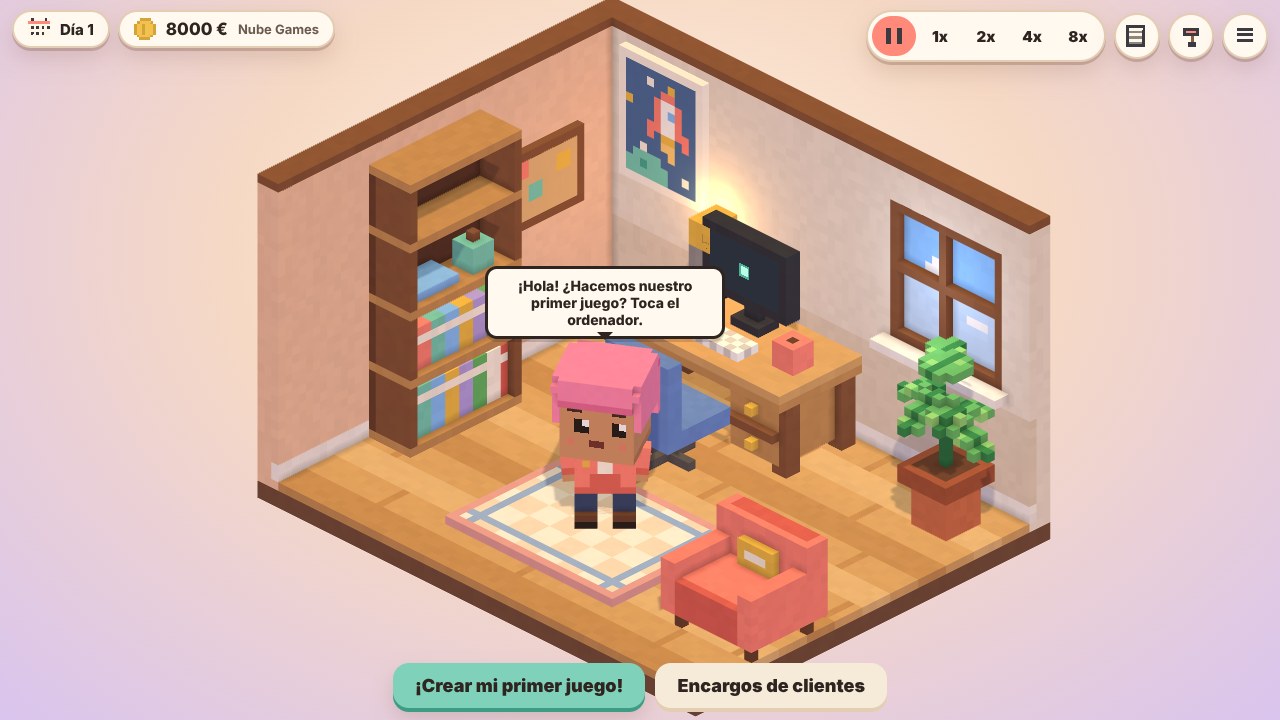 Día 1
8000 € Nube Games
1x 2x 4x 8x
¡Hola! ¿Hacemos nuestro
primer juego? Toca el
ordenador.
¡Crear mi primer juego!
Encargos de clientes